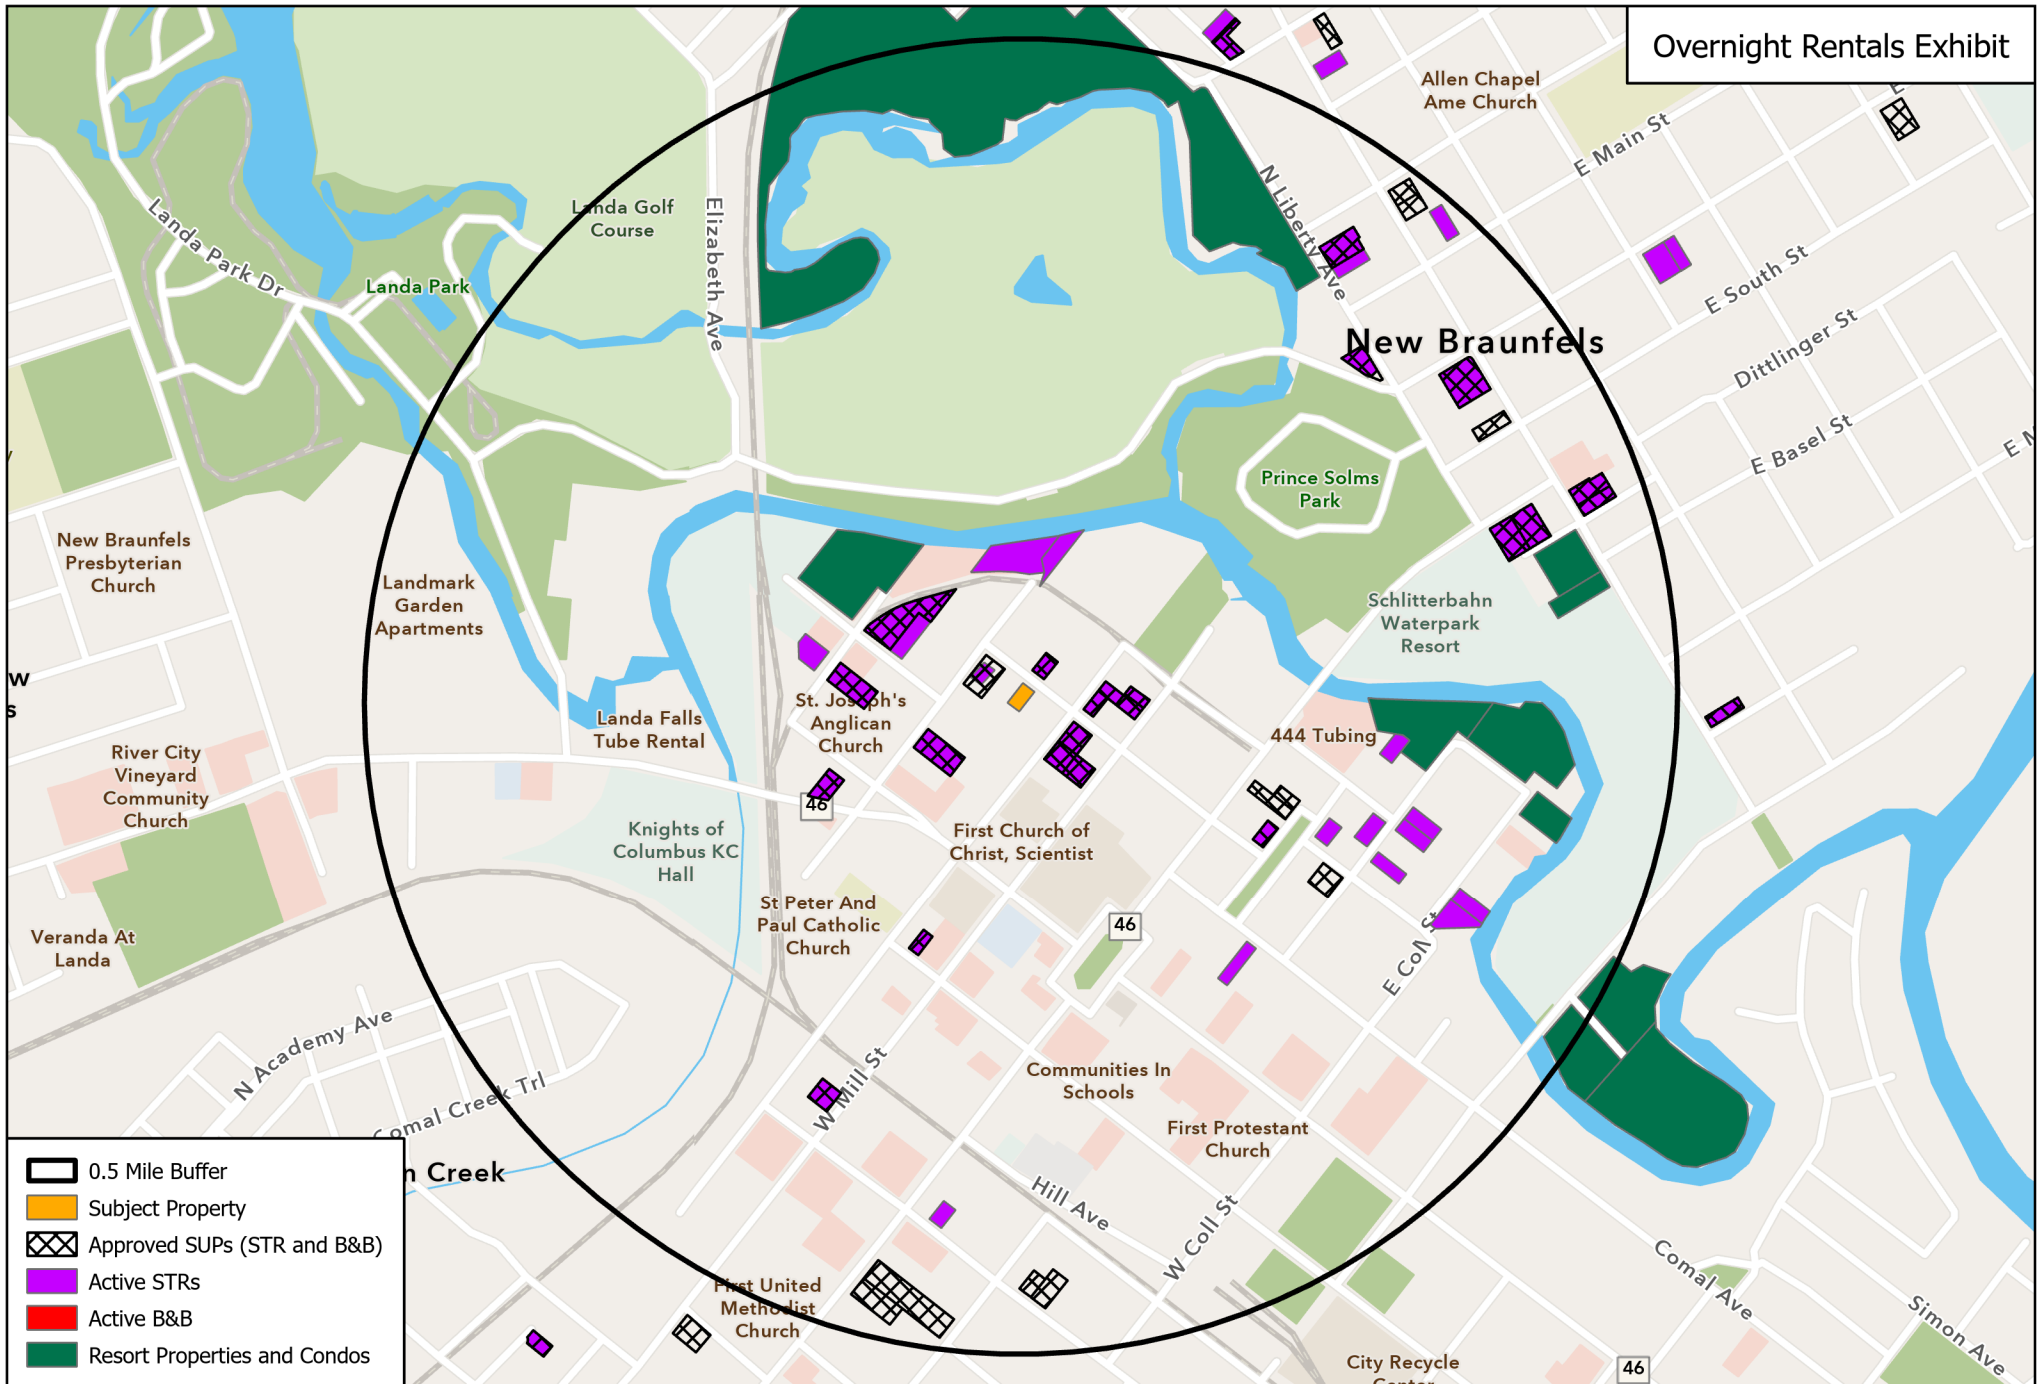 Overnight Rentals Exhibit
Allen Chapel
Ame Church
E Main St
N Liberty Ave
Landa Golf
Course
Elizabeth Ave
Landa Park Dr
Landa Park
E South St
New Braunfels
Dittlinger St
E Basel St
Prince Solms
Park
New Braunfels
Presbyterian
Church
Landmark
Garden
Apartments
Schlitterbahn
Waterpark
Resort
St. Joseph's
Anglican
Church
Landa Falls
Tube Rental
444 Tubing
River City
Vineyard
Community
Church
46
Knights of
Columbus KC
Hall
First Church of
Christ, Scientist
St Peter And
Paul Catholic
Church
46
Veranda At
Landa
E Coll St
N Academy Ave
Comal Creek Trl
W Mill St
Communities In
Schools
First Protestant
Church
n Creek
Hill Ave
W Coll St
First United
Methodist
Church
Comal Ave
Simon Ave
City Recycle
Center
46
0.5 Mile Buffer
Subject Property
Approved SUPs (STR and B&B)
Active STRs
Active B&B
Resort Properties and Condos